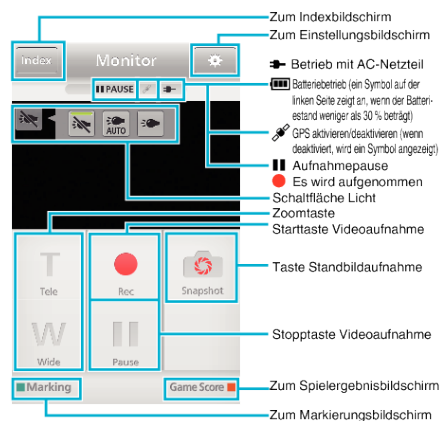 Zum Indexbildschirm
Zum Einstellungsbildschirm
Index
Monitor
Betrieb mit AC-Netzteil
PAUSE
Batteriebetrieb (ein Symbol auf der
linken Seite zeigt an, wenn der Batteri-
estand weniger als 30 % beträgt)
AUTO
GPS aktivieren/deaktivieren (wenn
deaktiviert, wird ein Symbol angezeigt)
Aufnahmepause
Es wird aufgenommen
Schaltfläche Licht
Zoomtaste
Starttaste Videoaufnahme
T
Tele
Rec
Snapshot
Taste Standbildaufnahme
W
Wide
Pause
Stopptaste Videoaufnahme
Marking
Game Score
Zum Spielergebnisbildschirm
Zum Markierungsbildschirm